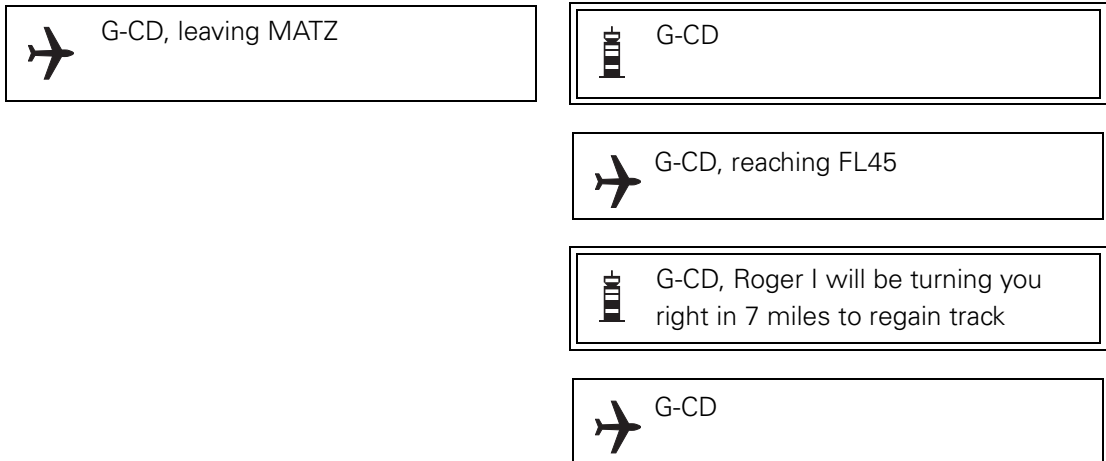 G-CD, leaving MATZ
G-CD
G-CD, reaching FL45
G-CD, Roger I will be turning you
right in 7 miles to regain track
G-CD